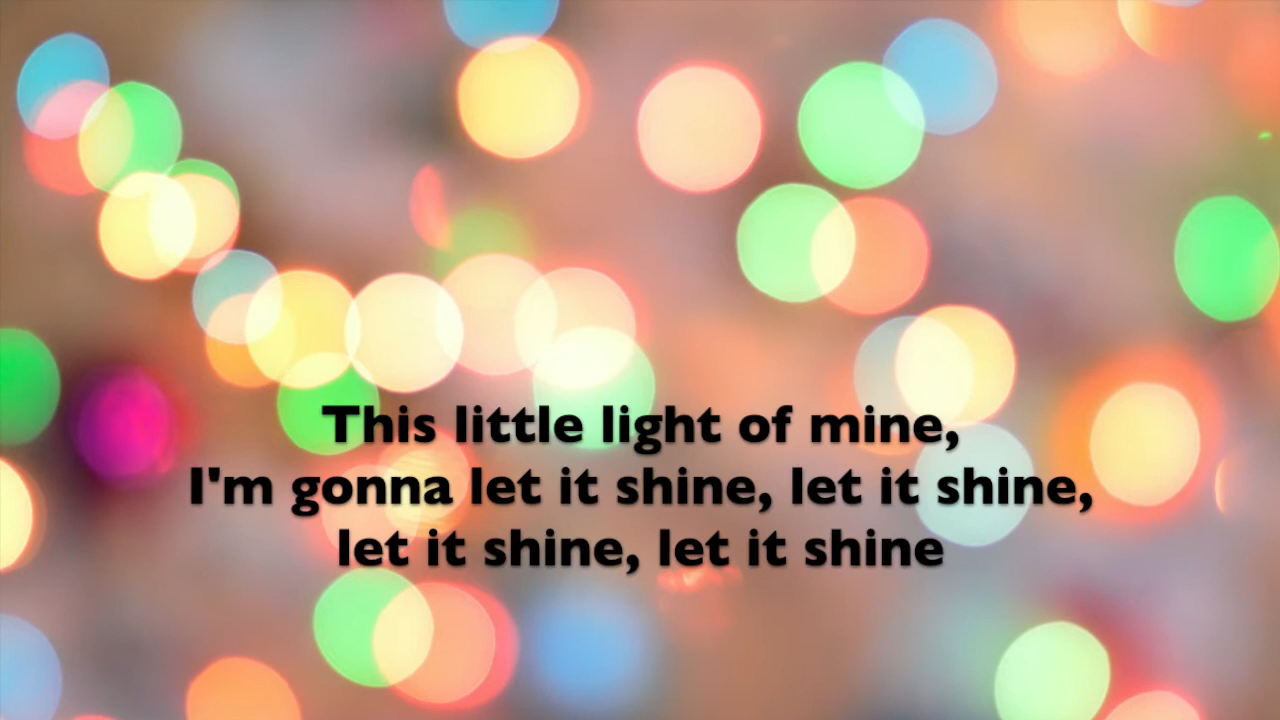 This little light of mine,
I'm gonna let it shine, let it shine,
let it shine, let it shine